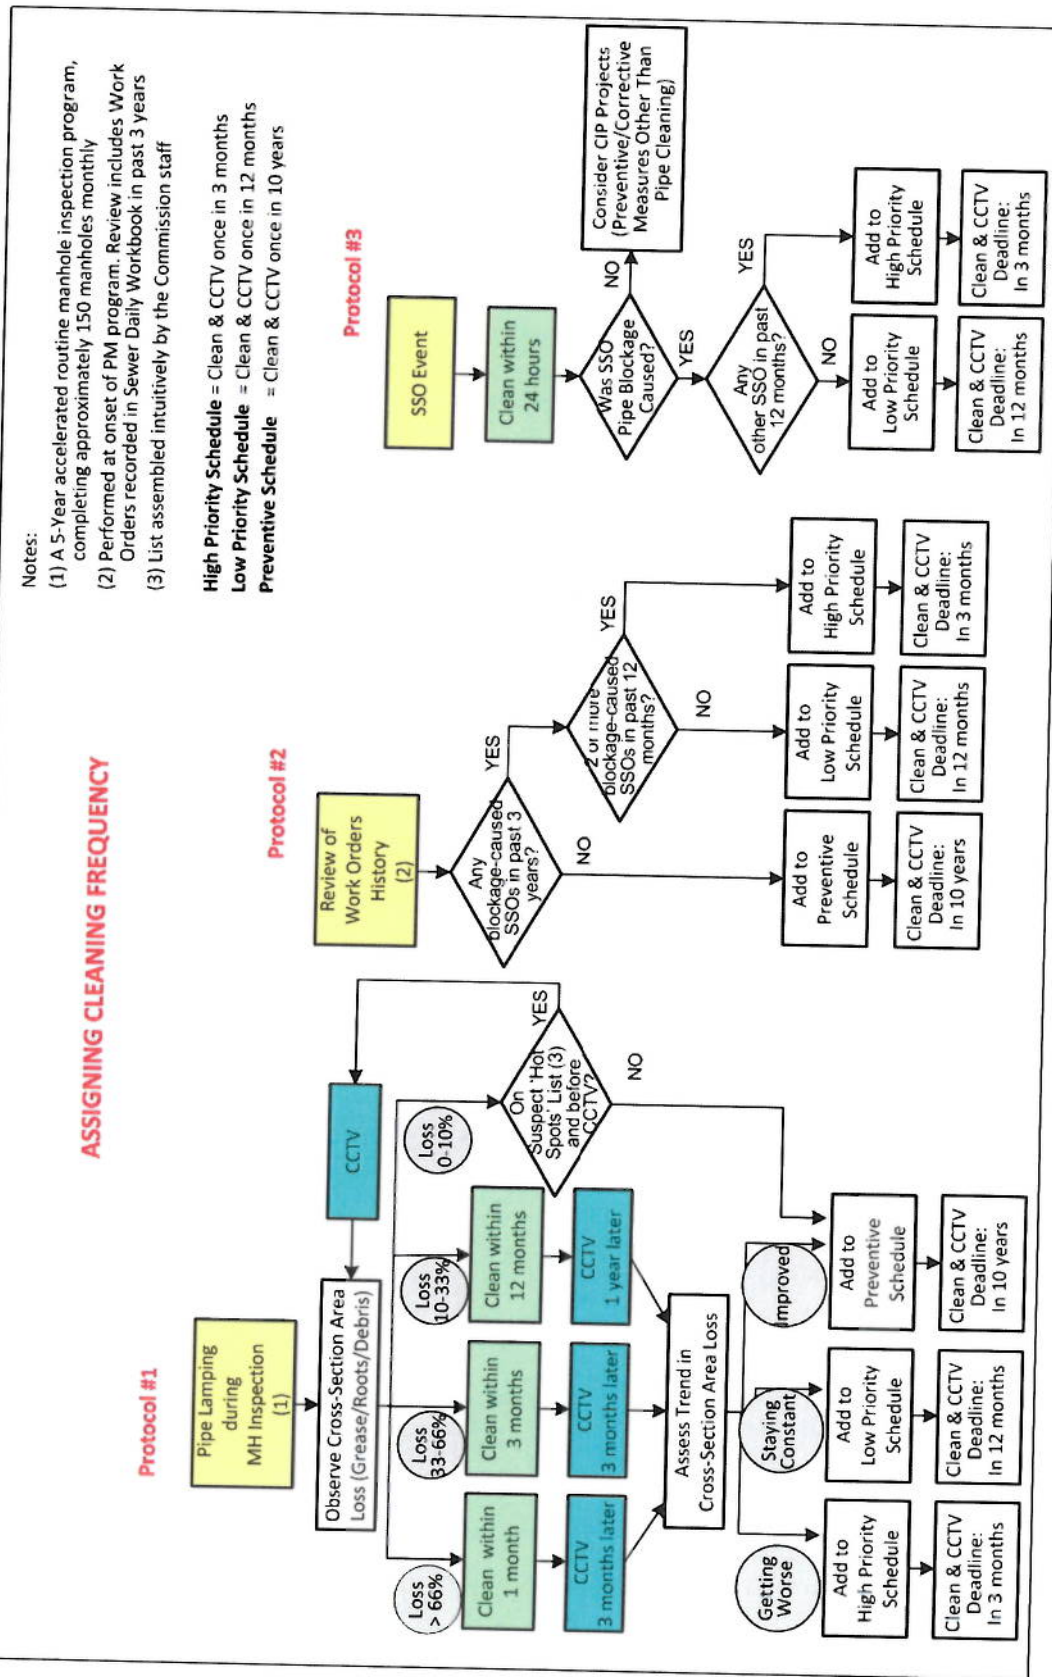 ASSIGNING CLEANING FREQUENCY
Notes:
(1) A 5-Year accelerated routine manhole inspection program,
completing approximately 150 manholes monthly
(2) Performed at onset of PM program. Review includes Work
Orders recorded in Sewer Daily Workbook in past 3 years
(3) List assembled intuitively by the Commission staff
High Priority Schedule = Clean & CCTV once in 3 months
Low Priority Schedule = Clean & CCTV once in 12 months
Preventive Schedule = Clean & CCTV once in 10 years
Protocol #1
Pipe Lamping
during
MH Inspection
(1)
CCTV
Observe Cross-Section Area
Loss (Grease/Roots/Debris)
Loss
> 66%
Loss
33-66%
Loss
10-33%
Loss
0-10%
Clean within
1 month
Clean within
3 months
Clean within
12 months
On
Suspect 'Hot
Spots' List (3)
and before
CCTV?
YES
NO
CCTV
3 months later
CCTV
3 months later
CCTV
1 year later
Assess Trend in
Cross-Section Area Loss
Getting
Worse
Staying
Constant
Improved
Add to
High Priority
Schedule
Add to
Low Priority
Schedule
Add to
Preventive
Schedule
Clean & CCTV
Deadline:
In 3 months
Clean & CCTV
Deadline:
In 12 months
Clean & CCTV
Deadline:
In 10 years
Protocol #2
Review of
Work Orders
History
(2)
Any
blockage-caused
SSOs in past 3
years?
YES
NO
2 or more
blockage-caused
SSOs in past 12
months?
YES
NO
Add to
Preventive
Schedule
Add to
Low Priority
Schedule
Add to
High Priority
Schedule
Clean & CCTV
Deadline:
In 10 years
Clean & CCTV
Deadline:
In 12 months
Clean & CCTV
Deadline:
In 3 months
Protocol #3
SSO Event
Clean within
24 hours
Was SSO
Pipe Blockage
Caused?
NO
YES
Consider CIP Projects
(Preventive/Corrective
Measures Other Than
Pipe Cleaning)
Any
other SSO in past
12 months?
YES
NO
Add to
Low Priority
Schedule
Add to
High Priority
Schedule
Clean & CCTV
Deadline:
In 12 months
Clean & CCTV
Deadline:
In 3 months